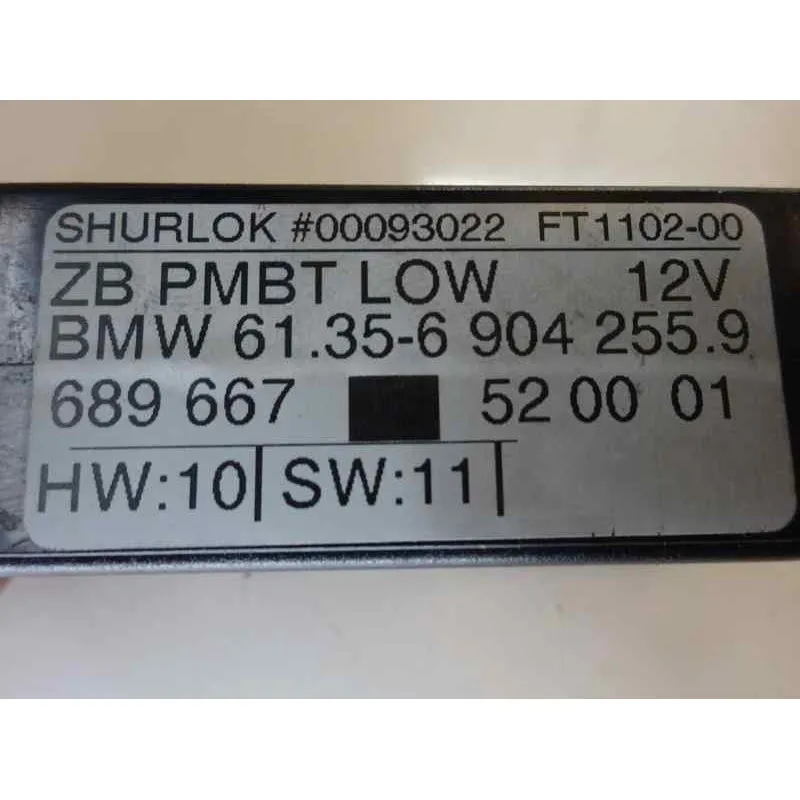 SHURLOK #00093022 FT1102-00
ZB PMBT LOW 12V
BMW 61.35-6 904 255.9
689 667 52 00 01
HW:10 SW:11